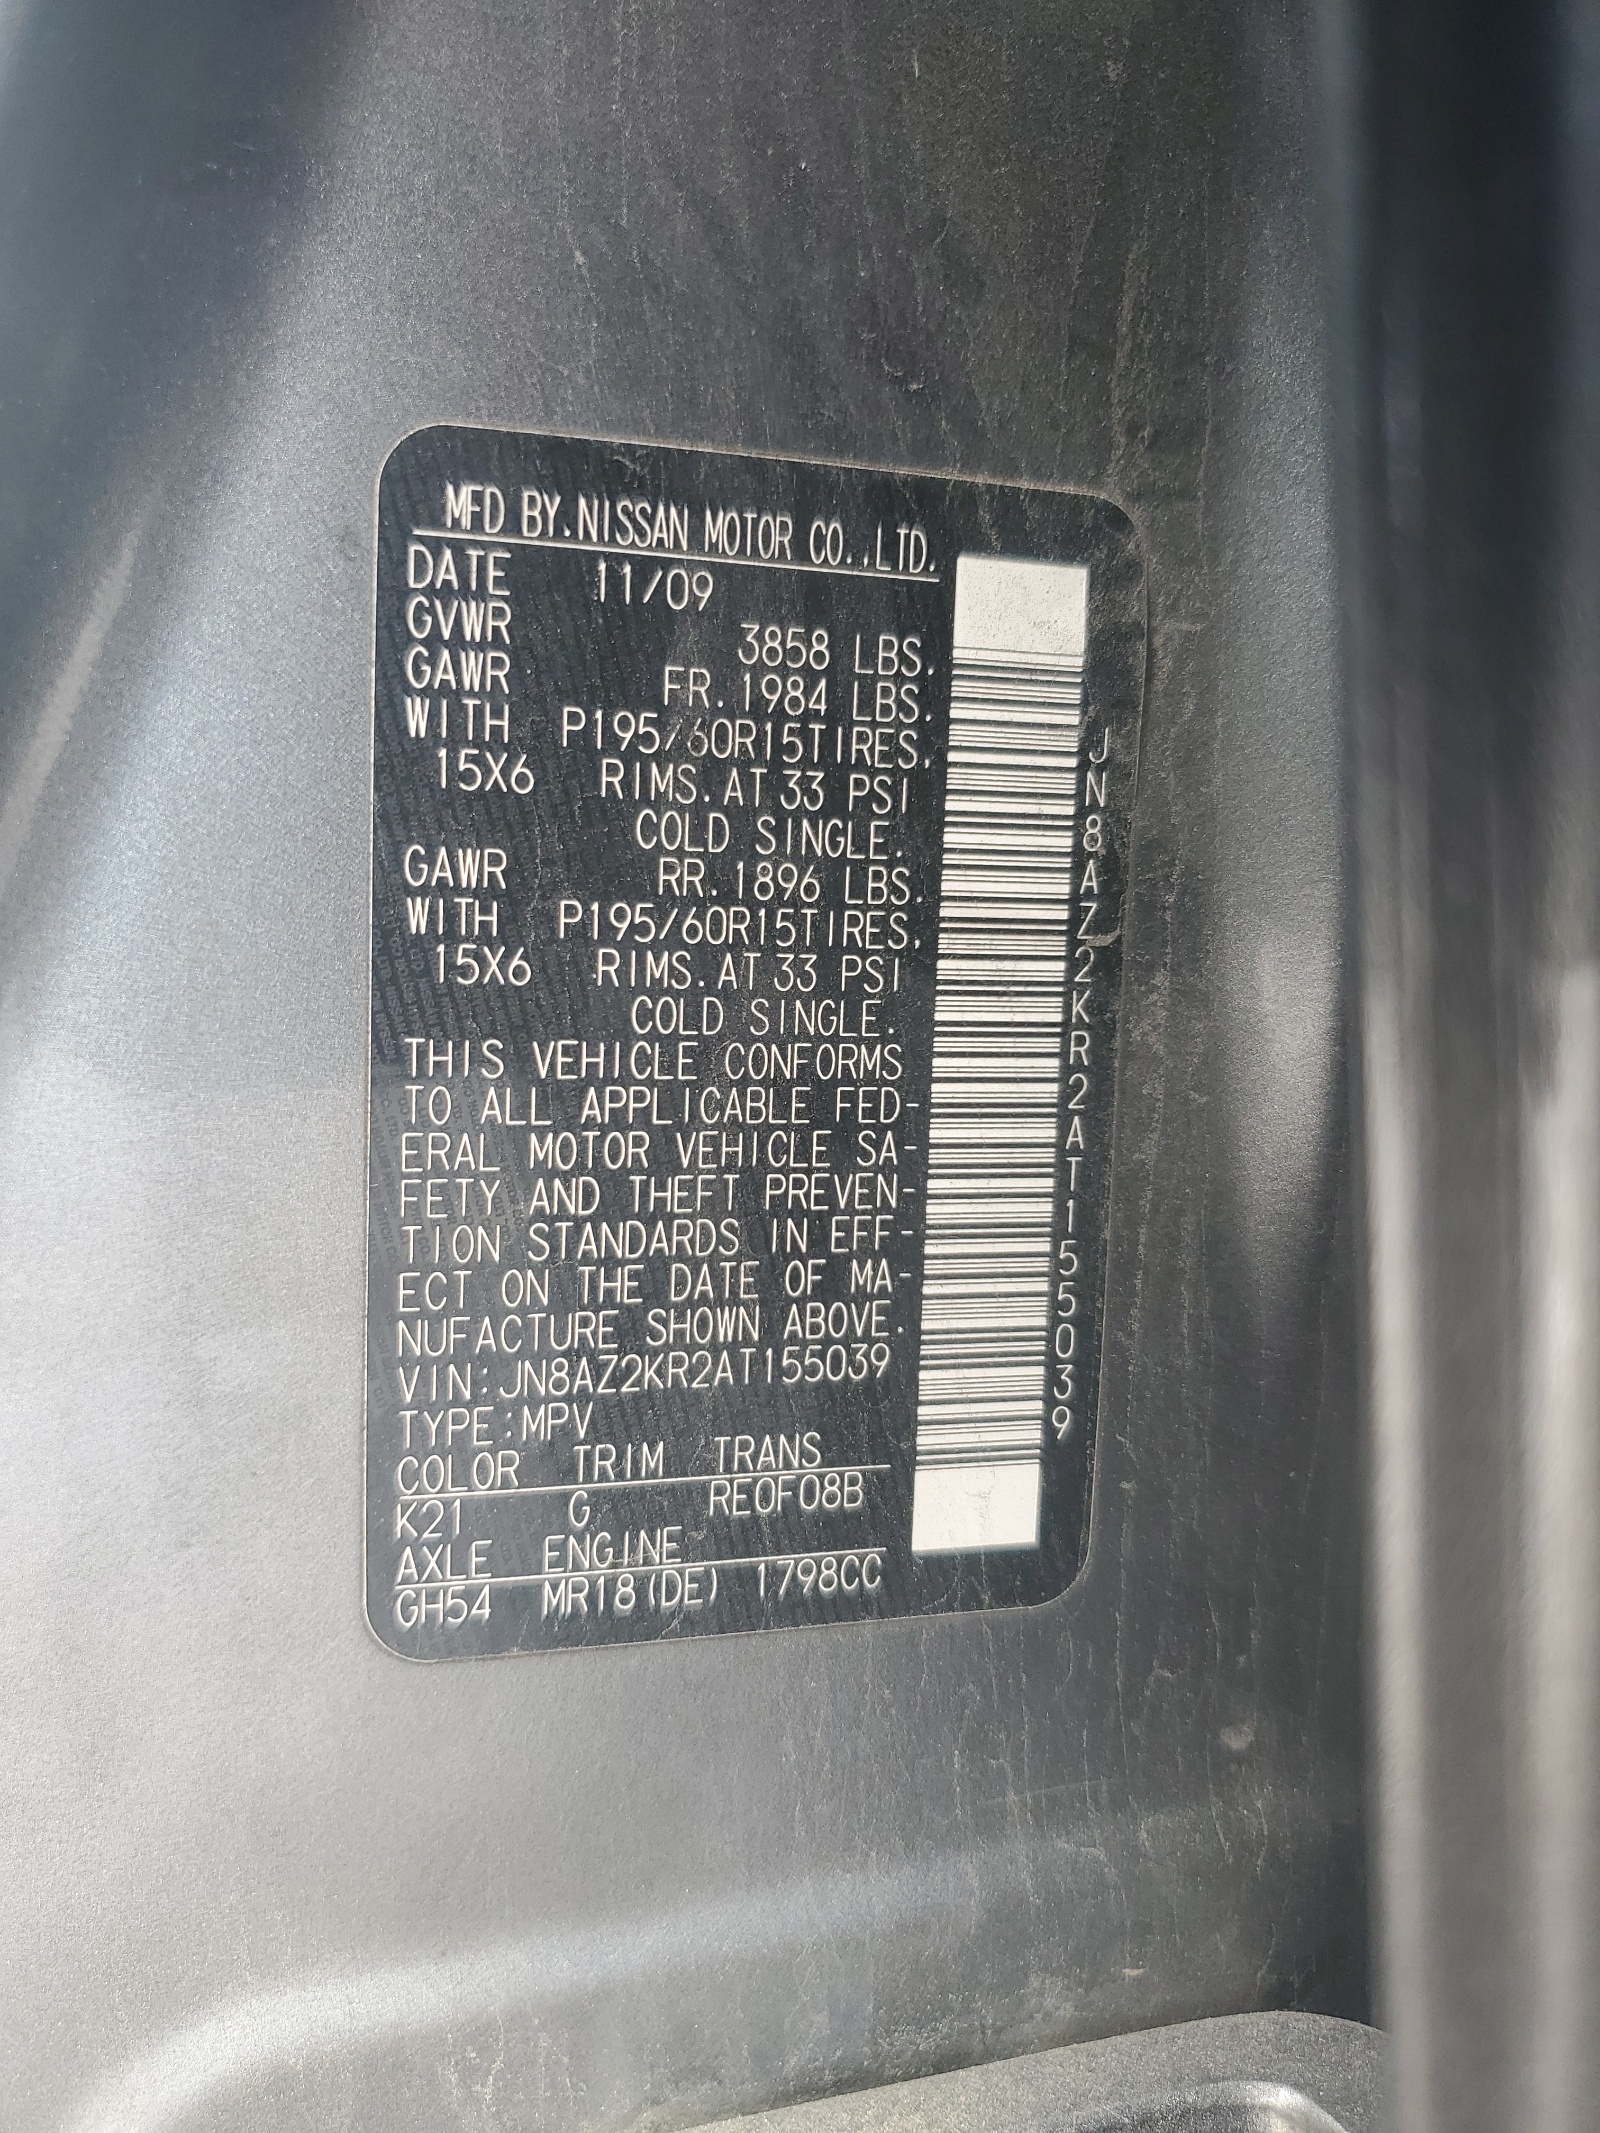 MFD BY.NISSAN MOTOR CO.,LTD.
DATE 11/09
GVWR 3858 LBS.
GAWR FR.1984 LBS.
WITH P195/60R15TIRES.
15X6 RIMS.AT 33 PSI
COLD SINGLE.
GAWR RR.1896 LBS.
WITH P195/60R15TIRES.
15X6 RIMS.AT 33 PSI
COLD SINGLE.
THIS VEHICLE CONFORMS
TO ALL APPLICABLE FED-
ERAL MOTOR VEHICLE SA-
FETY AND THEFT PREVEN-
TION STANDARDS IN EFF-
ECT ON THE DATE OF MA-
NUFACTURE SHOWN ABOVE.
VIN:JN8AZ2KR2AT155039
TYPE:MPV
COLOR TRIM TRANS
K21 G RE0F08B
AXLE ENGINE
GH54 MR18(DE) 1798CC
JN8AZ2KR2AT155039